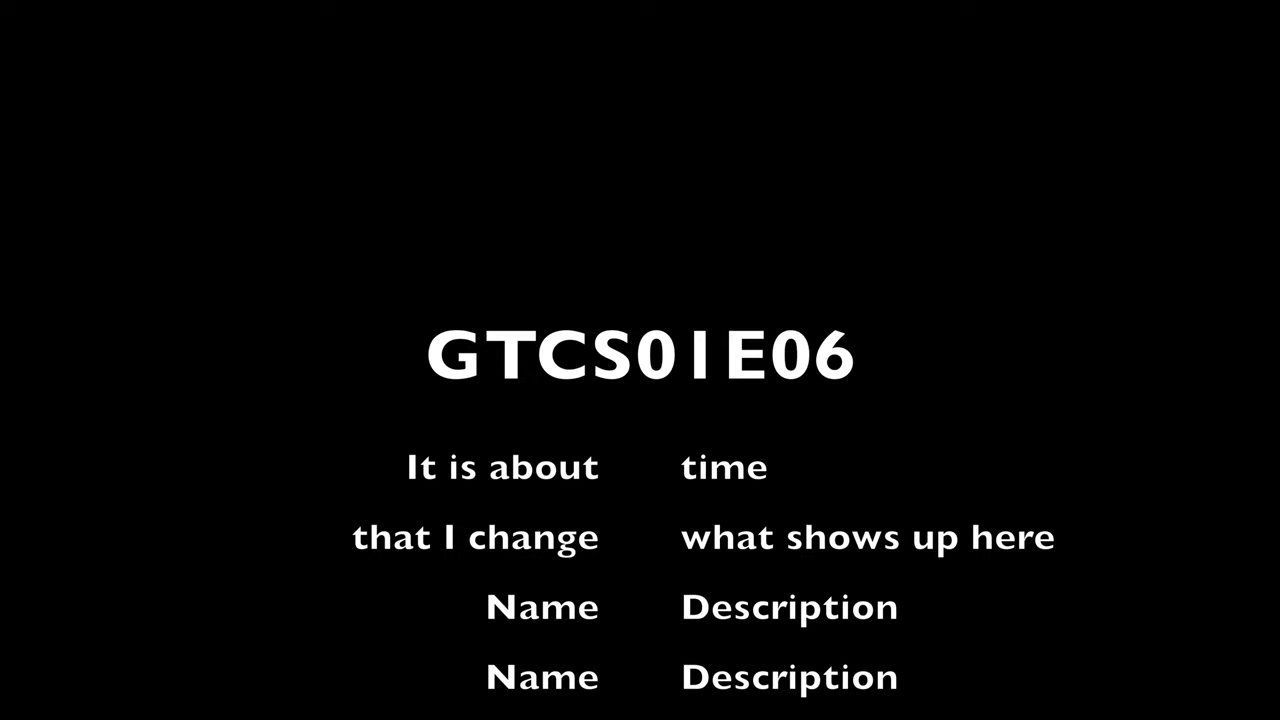 GTCS01E06
It is about time
that I change what shows up here
Name Description
Name Description